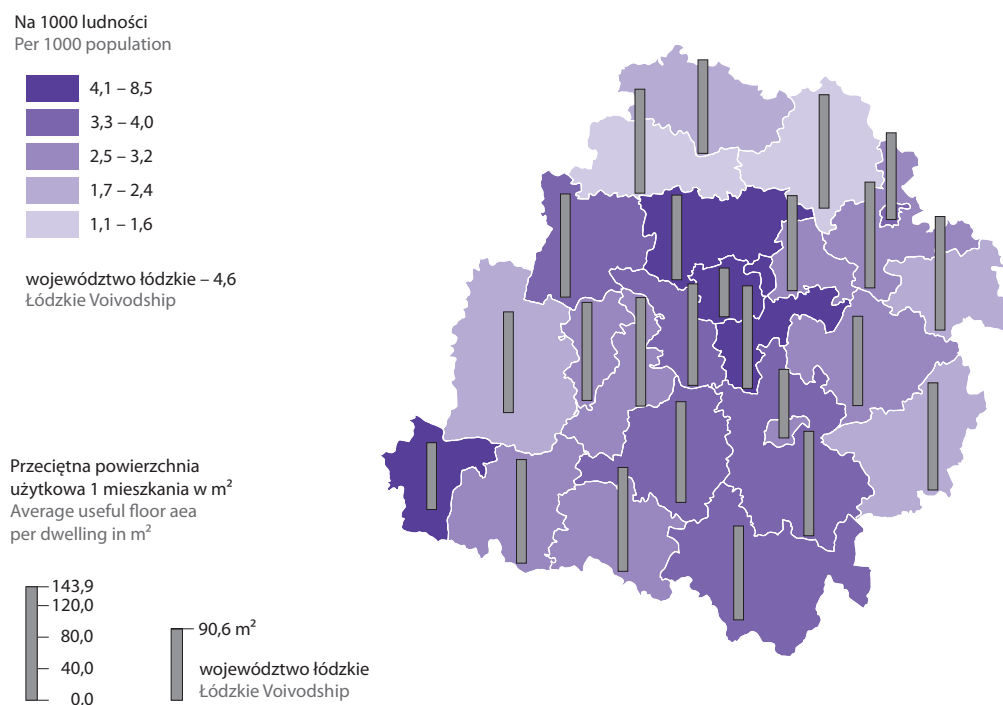 Na 1000 ludności
Per 1000 population
4,1 – 8,5
3,3 – 4,0
2,5 – 3,2
1,7 – 2,4
1,1 – 1,6
województwo łódzkie – 4,6
Łódzkie Voivodship
Przeciętna powierzchnia
użytkowa 1 mieszkania w m²
Average useful floor aea
per dwelling in m²
143,9
120,0
80,0
40,0
0,0
90,6 m²
województwo łódzkie
Łódzkie Voivodship